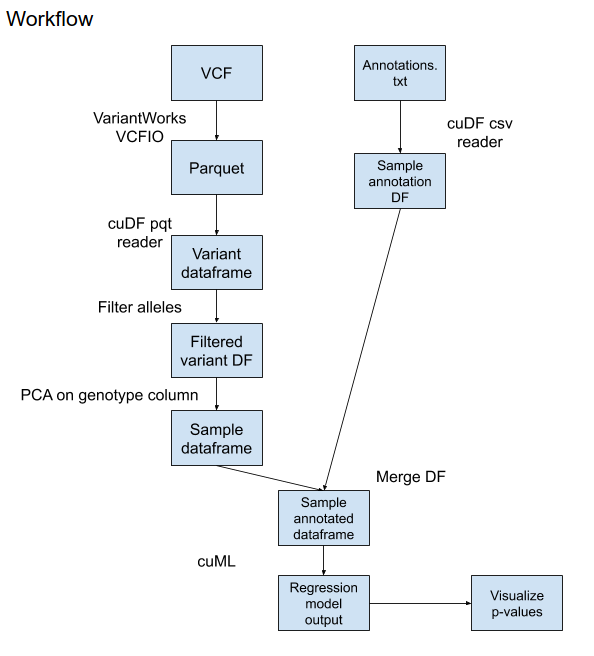 Workflow
VCF
Annotations.
txt
VariantWorks
VCFIO
cuDF csv
reader
Parquet
Sample
annotation
DF
cuDF pqt
reader
Variant
dataframe
Filter alleles
Filtered
variant DF
PCA on genotype column
Sample
dataframe
Merge DF
Sample
annotated
dataframe
cuML
Regression
model
output
Visualize
p-values